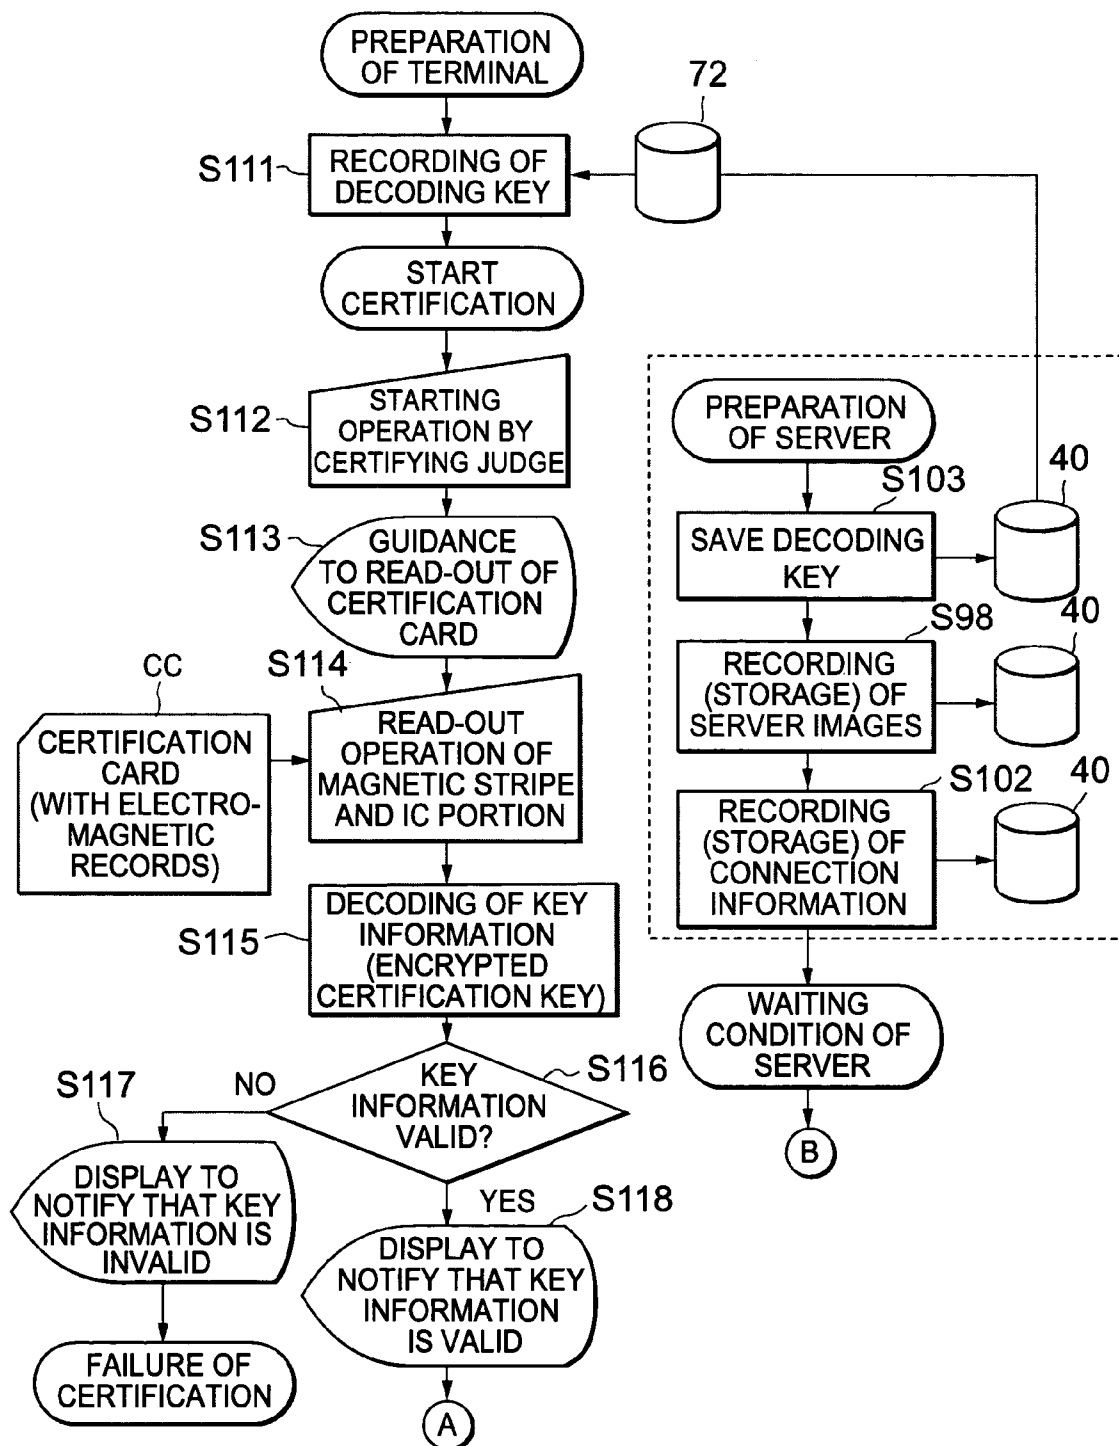 PREPARATION
OF TERMINAL
72
S111
RECORDING OF
DECODING KEY
START
CERTIFICATION
S112
STARTING
OPERATION BY
CERTIFYING JUDGE
S113
GUIDANCE
TO READ-OUT OF
CERTIFICATION
CARD
CC
CERTIFICATION
CARD
(WITH ELECTRO-
MAGNETIC
RECORDS)
S114
READ-OUT
OPERATION OF
MAGNETIC STRIPE
AND IC PORTION
S115
DECODING OF KEY
INFORMATION
(ENCRYPTED
CERTIFICATION KEY)
S116
KEY
INFORMATION
VALID?
NO
S117
DISPLAY TO
NOTIFY THAT KEY
INFORMATION IS
INVALID
FAILURE OF
CERTIFICATION
YES
S118
DISPLAY TO
NOTIFY THAT KEY
INFORMATION
IS VALID
A
PREPARATION
OF SERVER
S103
40
SAVE DECODING
KEY
S98
40
RECORDING
(STORAGE) OF
SERVER IMAGES
S102
40
RECORDING
(STORAGE) OF
CONNECTION
INFORMATION
WAITING
CONDITION OF
SERVER
B